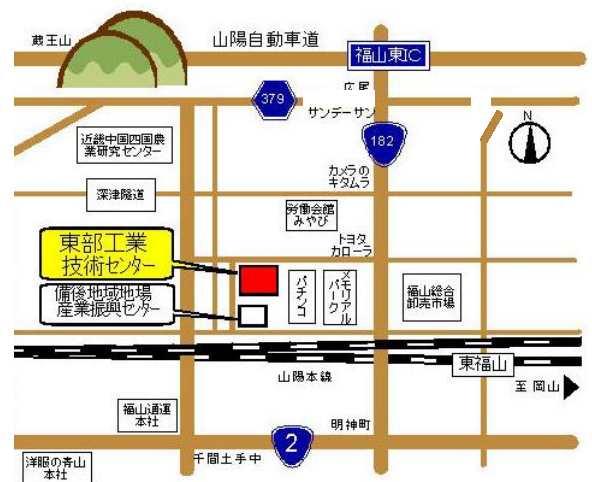 蔵王山
山陽自動車道
福山東IC
広尾
379
サンデーサン
182
N
近畿中国四国農
業研究センター
カメラの
キタムラ
深津隧道
労働会館
みやび
東部工業
技術センター
トヨタ
カローラ
備後地域地場
産業振興センター
パチンコ
メモリアル
パーク
福山総合
卸売市場
東福山
山陽本線
至岡山
福山通運
本社
明神町
2
千間土手中
洋服の青山
本社